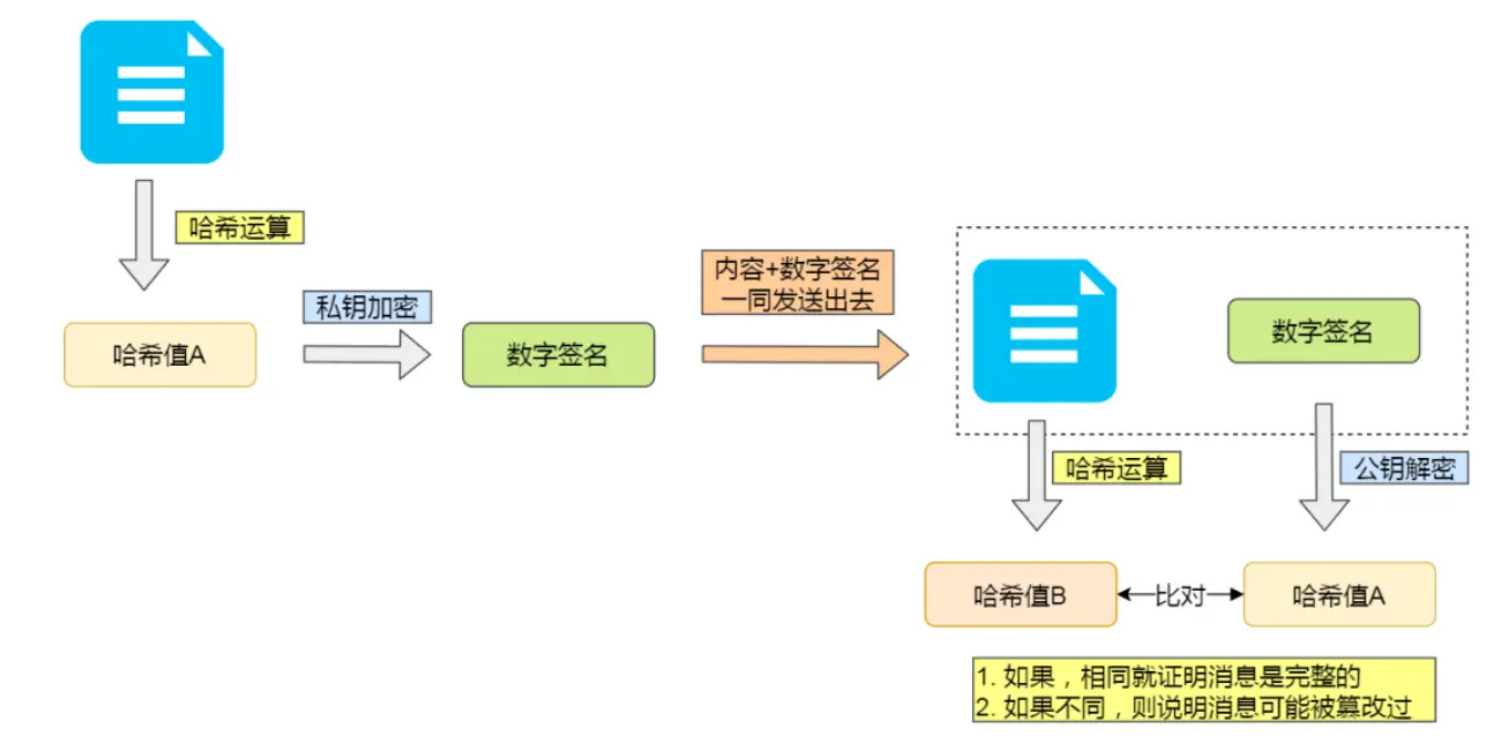 哈希运算
私钥加密
哈希值A
数字签名
内容+数字签名
一同发送出去
数字签名
哈希运算
公钥解密
哈希值B
比对
哈希值A
1. 如果，相同就证明消息是完整的
2. 如果不同，则说明消息可能被篡改过